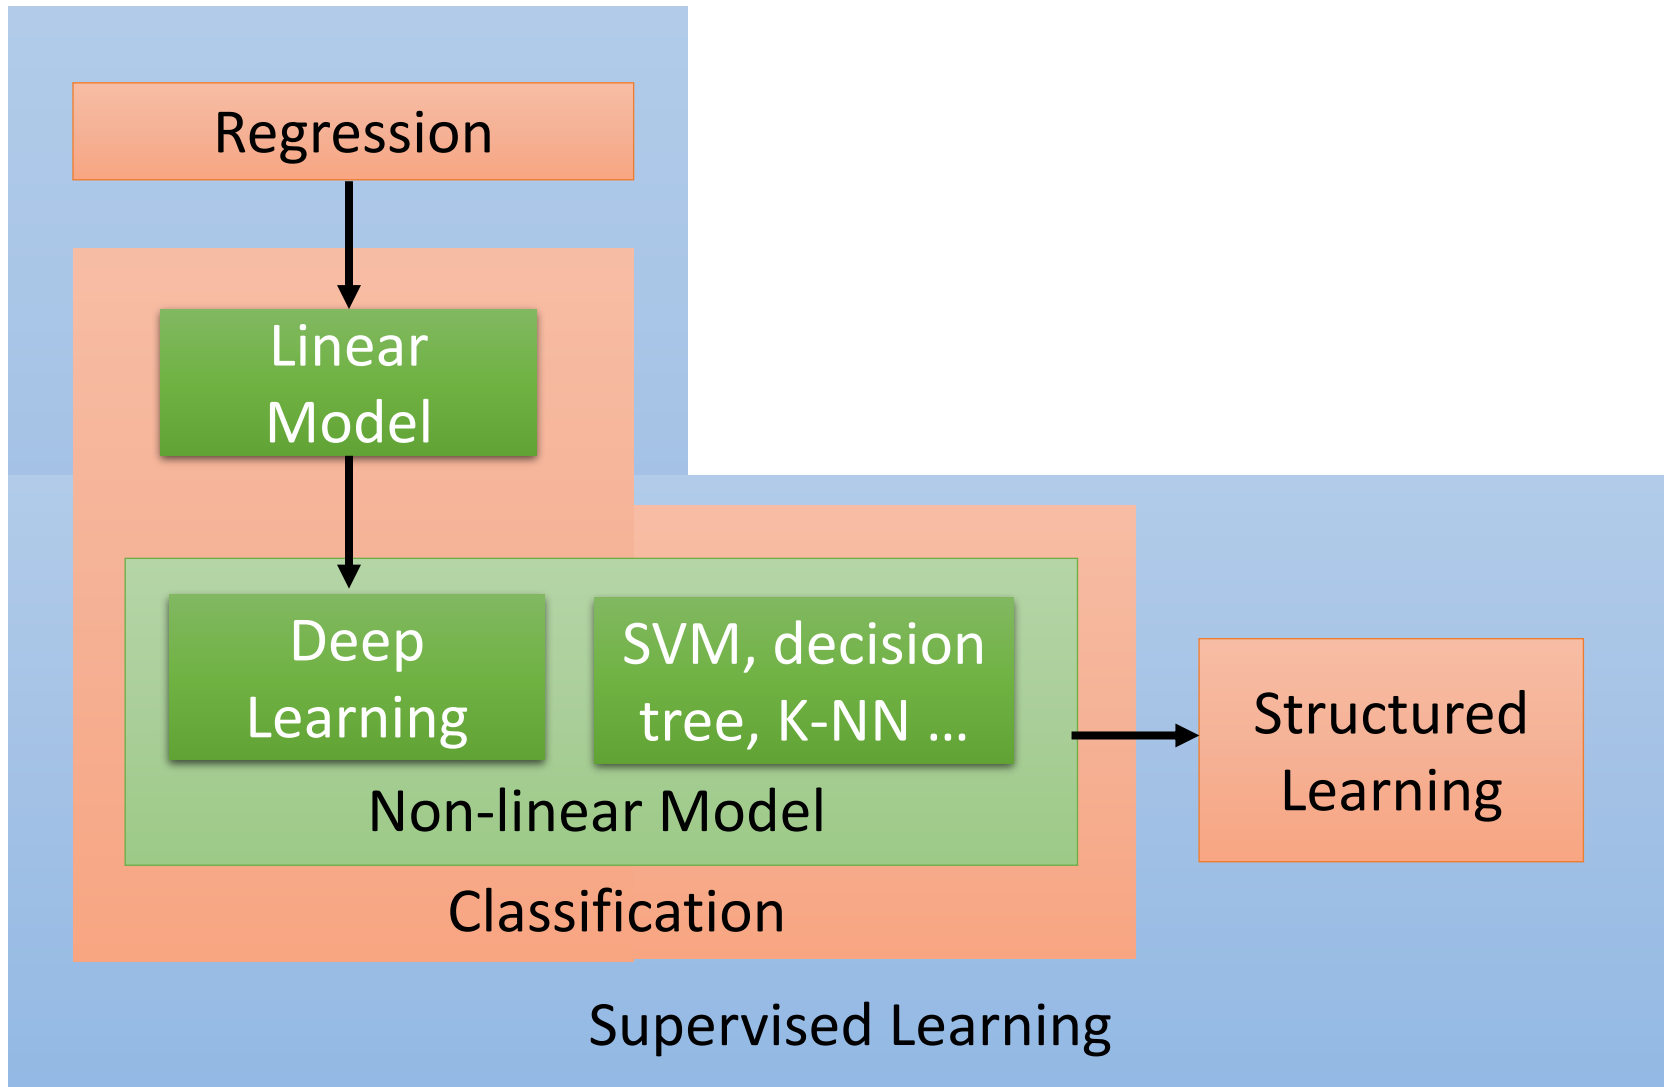 Regression
Linear
Model
Deep
Learning
SVM, decision
tree, K-NN ...
Non-linear Model
Classification
Structured
Learning
Supervised Learning